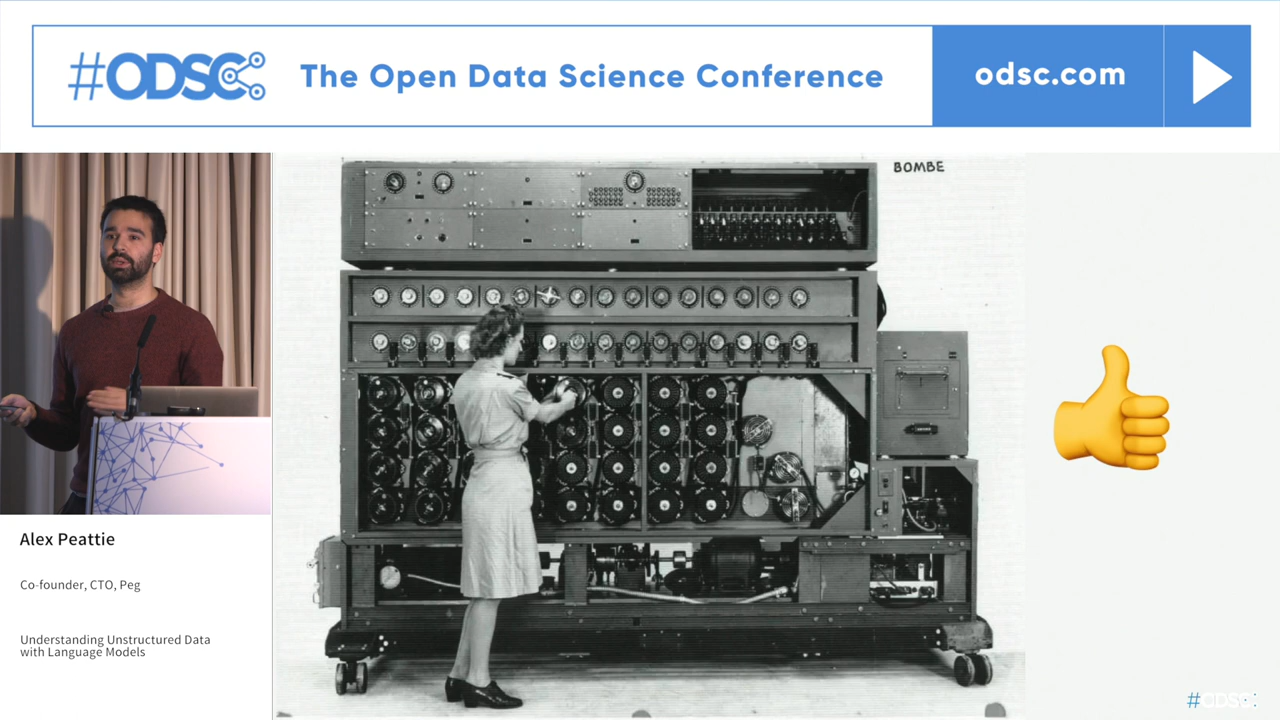 #ODSC
The Open Data Science Conference
odsc.com
BOMBE
Alex Peattie
Co-founder, CTO, Peg
Understanding Unstructured Data
with Language Models
#ODSC